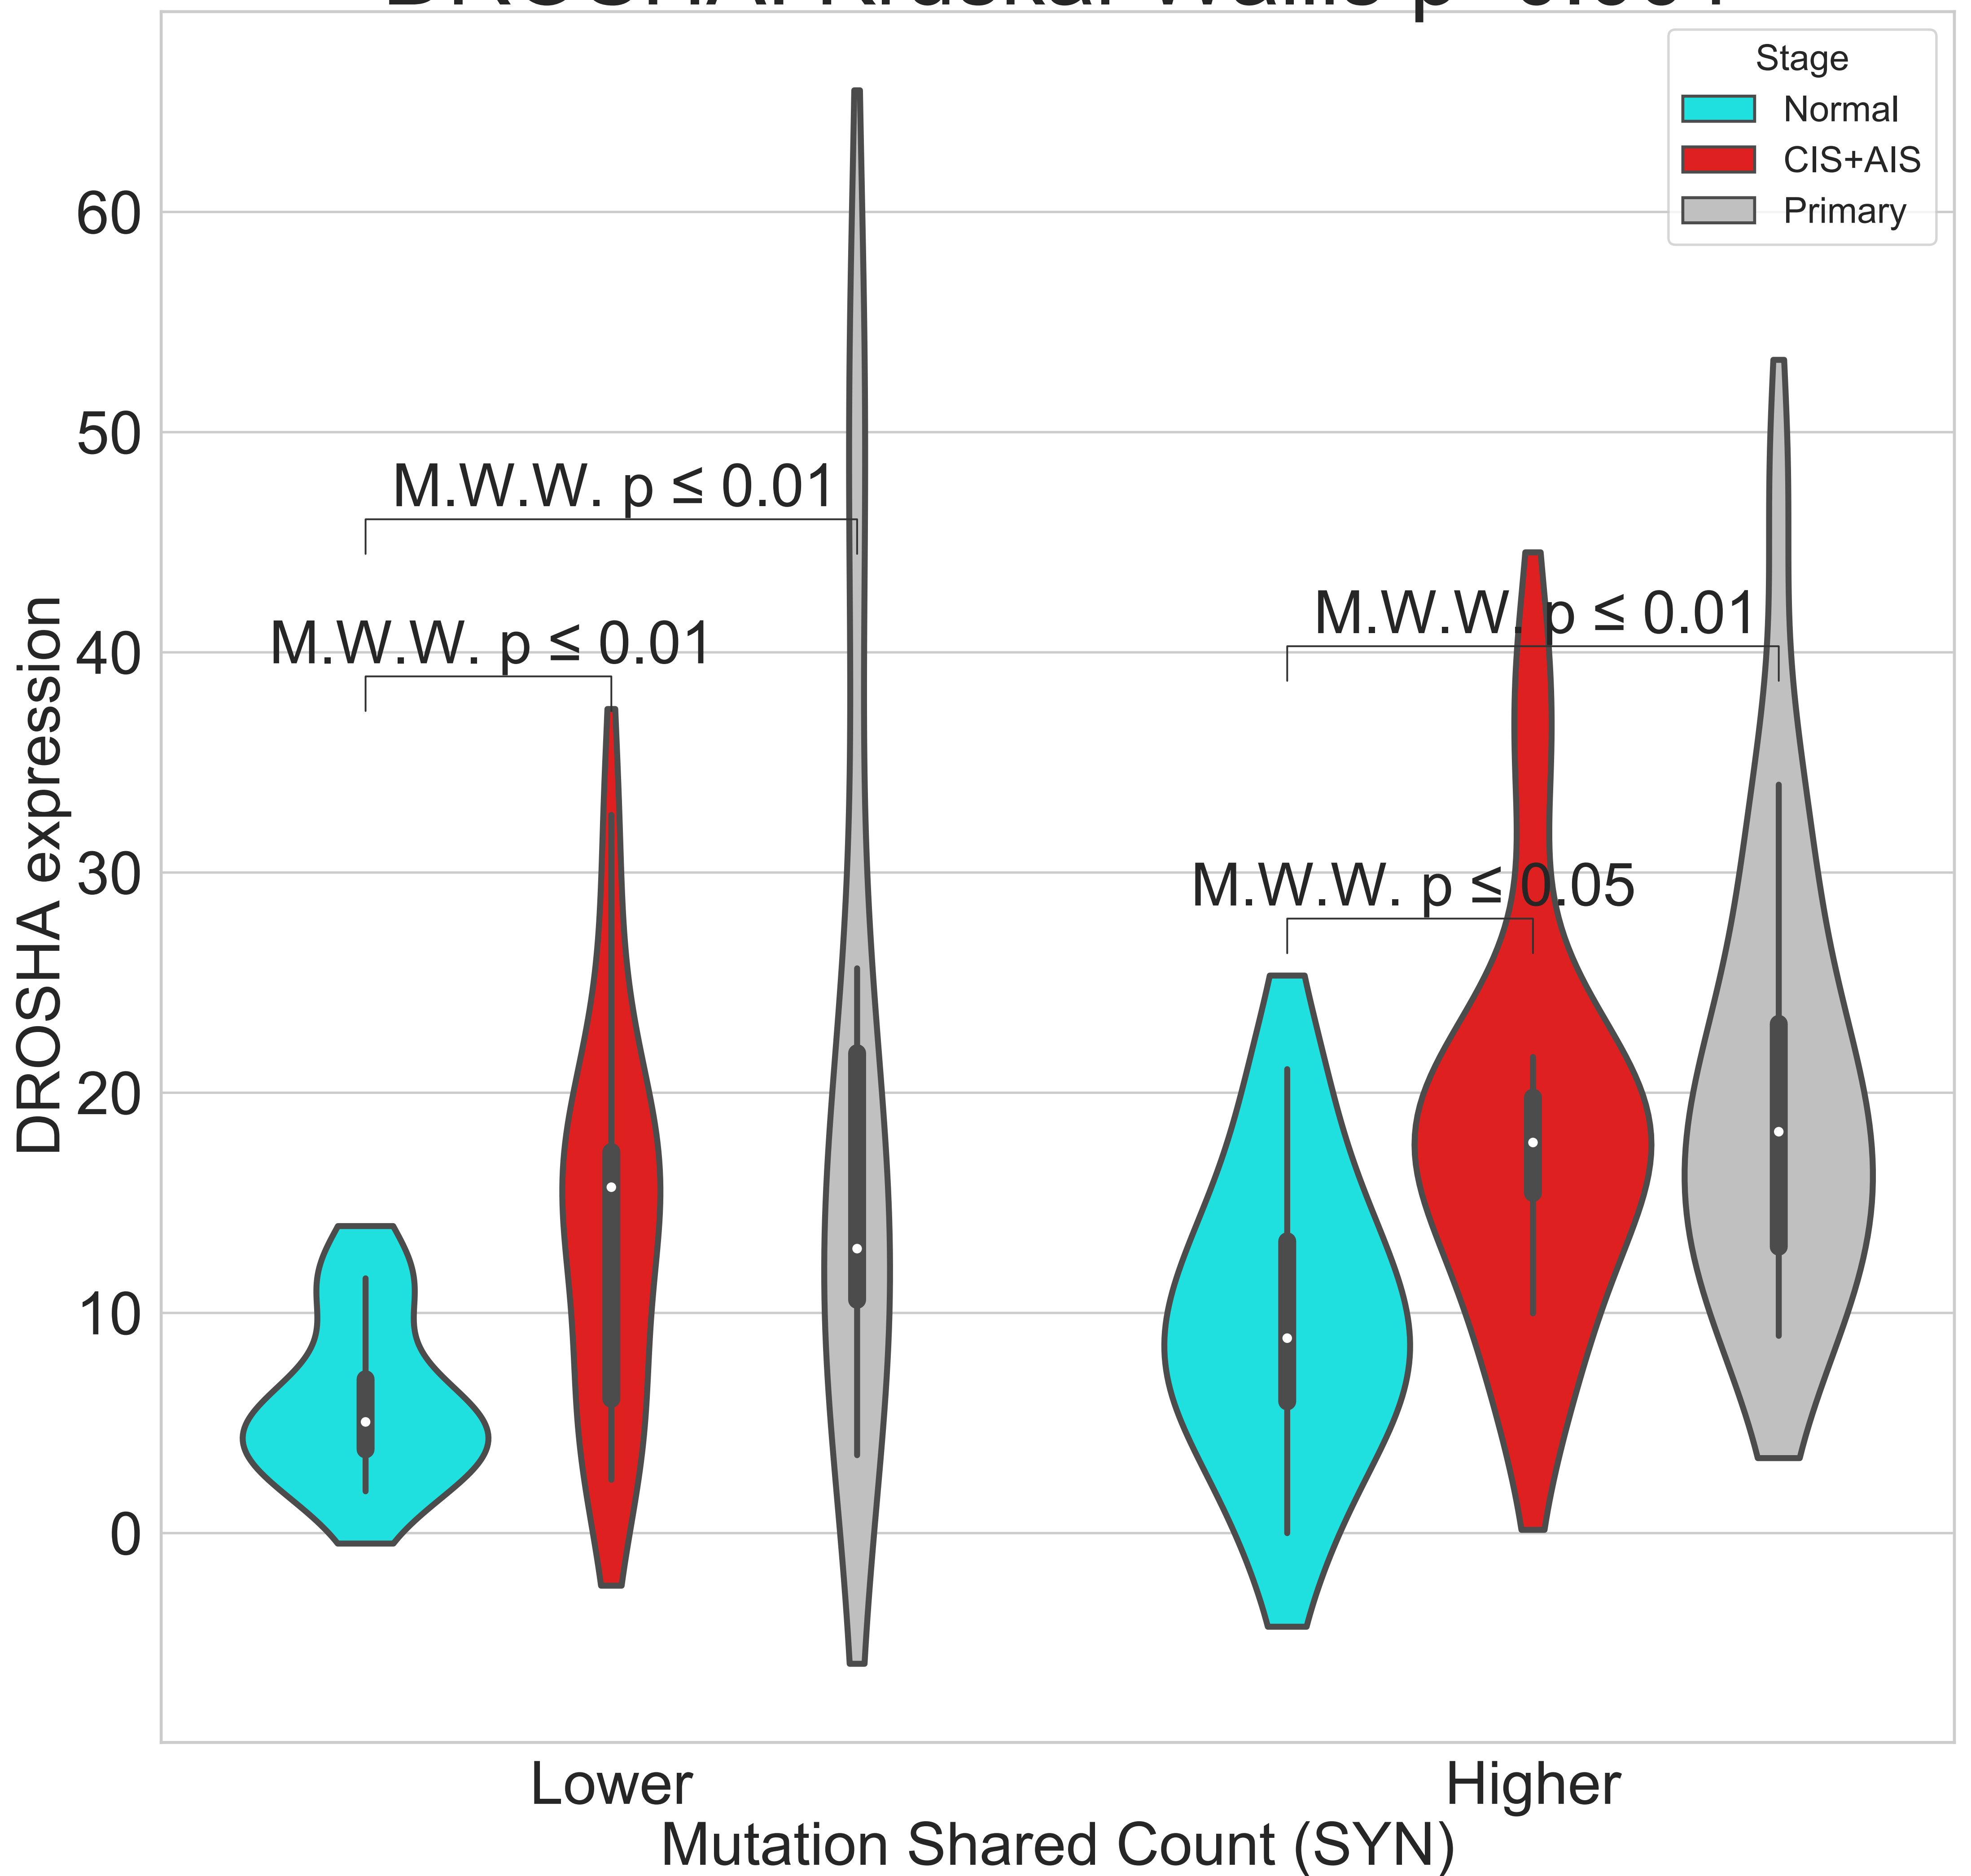 Stage
Normal
CIS+AIS
Primary
60
50
40
30
20
10
0
DROSHA expression
M.W.W. p ≤ 0.01
M.W.W. p ≤ 0.01
M.W.W. p ≤ 0.01
M.W.W. p ≤ 0.05
Lower
Higher
Mutation Shared Count (SYN)